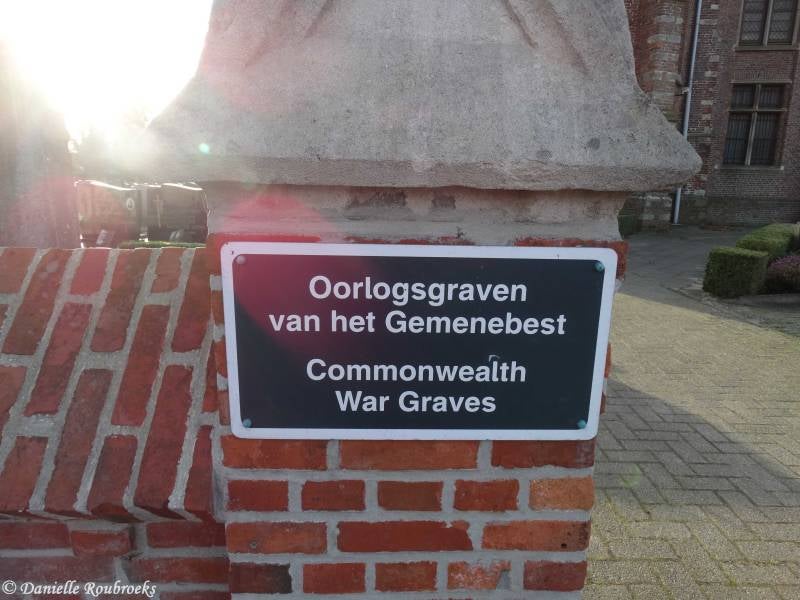 Oorlogsgraven
van het Gemenebest
Commonwealth
War Graves
© Danielle Roubroeks